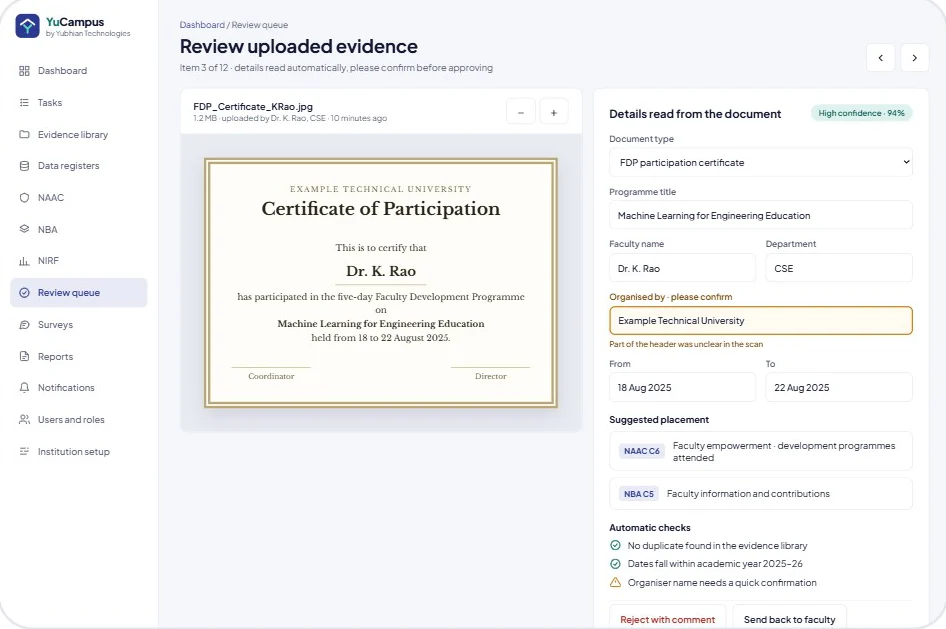 YuCampus
by Yubhian Technologies
Dashboard
Tasks
Evidence library
Data registers
NAAC
NBA
NIRF
Review queue
Surveys
Reports
Notifications
Users and roles
Institution setup
Dashboard / Review queue
Review uploaded evidence
Item 3 of 12 · details read automatically, please confirm before approving
FDP_Certificate_KRao.jpg
1.2 MB · uploaded by Dr. K. Rao, CSE · 10 minutes ago
EXAMPLE TECHNICAL UNIVERSITY
Certificate of Participation
This is to certify that
Dr. K. Rao
has participated in the five-day Faculty Development Programme
on
Machine Learning for Engineering Education
held from 18 to 22 August 2025.
Coordinator
Director
Details read from the document
High confidence · 94%
Document type
FDP participation certificate
Programme title
Machine Learning for Engineering Education
Faculty name
Department
Dr. K. Rao
CSE
Organised by · please confirm
Example Technical University
Part of the header was unclear in the scan
From
To
18 Aug 2025
22 Aug 2025
Suggested placement
NAAC C6
Faculty empowerment · development programmes
attended
NBA C5
Faculty information and contributions
Automatic checks
No duplicate found in the evidence library
Dates fall within academic year 2025–26
Organiser name needs a quick confirmation
Reject with comment
Send back to faculty